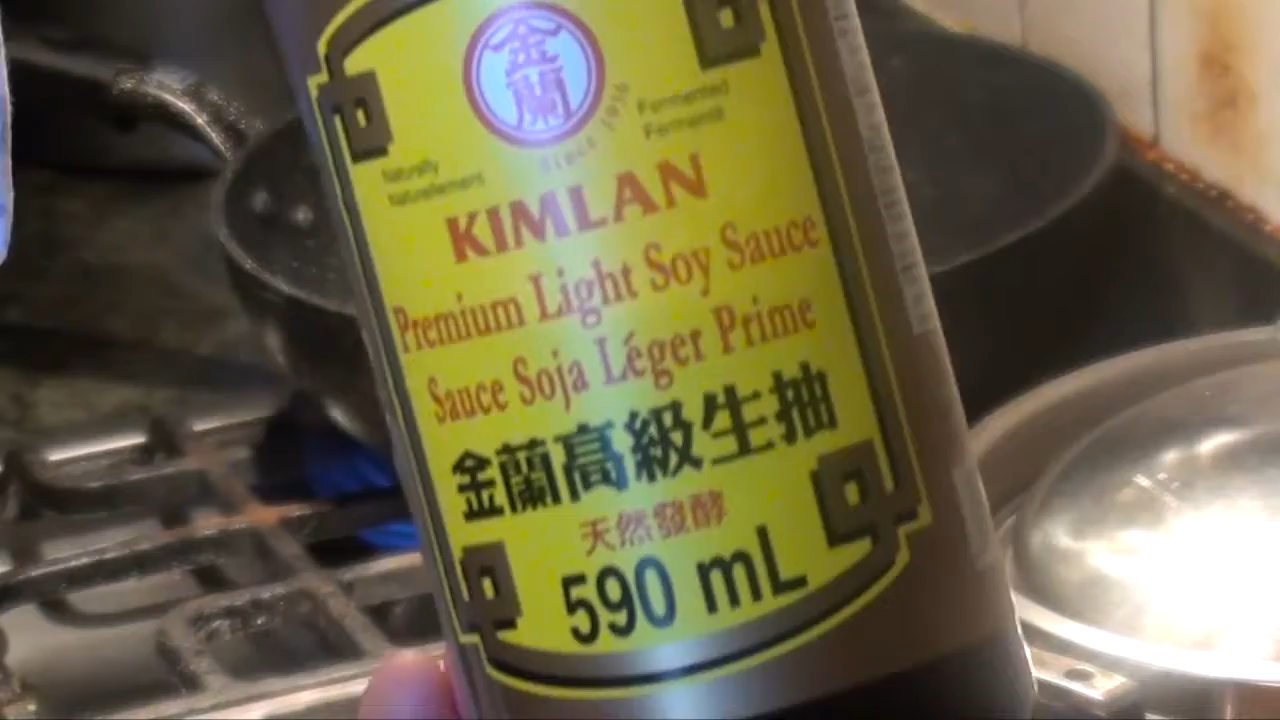 金蘭
Since 1936
Naturally Fermented
Naturellement Fermenté
KIMLAN
Premium Light Soy Sauce
Sauce Soja Léger Prime
金蘭高級生抽
天然發酵
590 mL